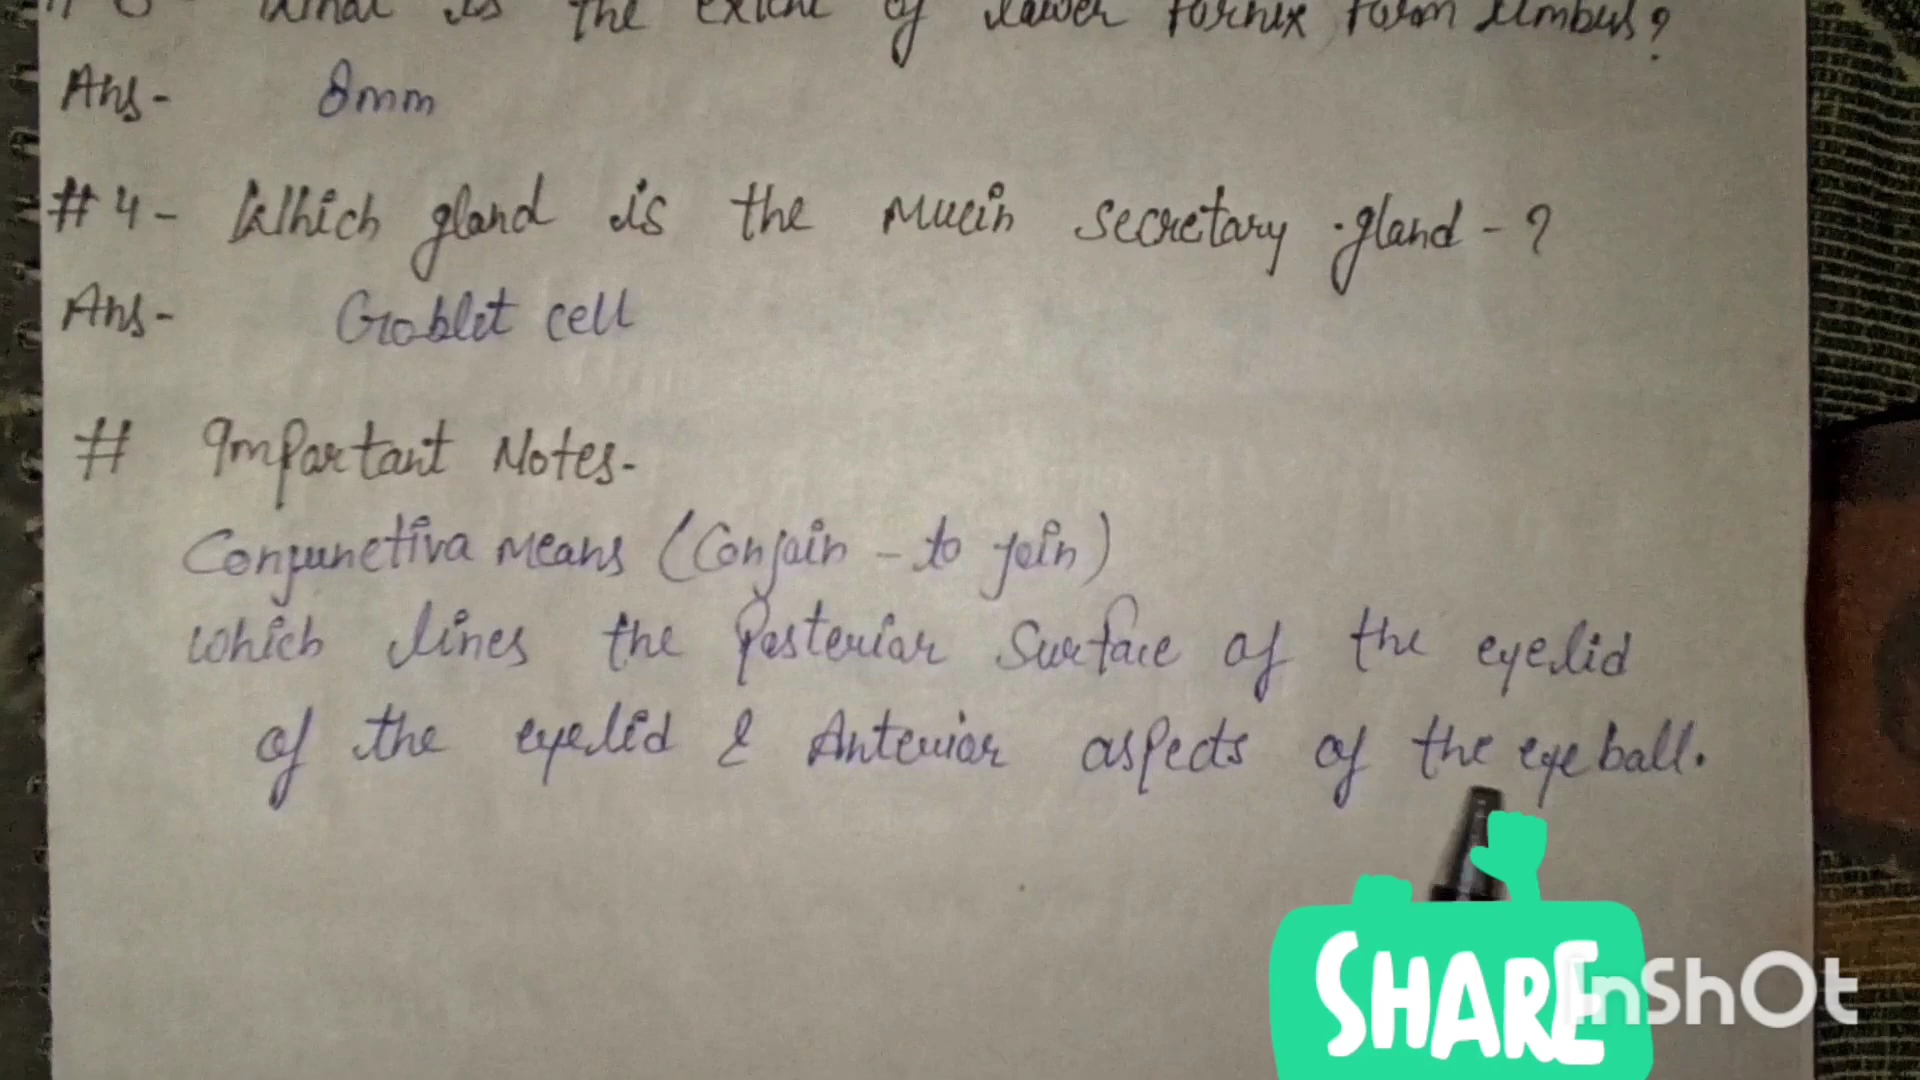 What is the extent of lower fornix form limbus?
Ans- 8mm
#4- Which gland is the Mucin secretary gland-?
Ans- Goblet cell
# Important Notes-
Conjunctiva means (Conjoin - to join)
which lines the Posterior Surface of the eyelid
of the eyelid & Anterior aspects of the eyeball.
SHARE
InShOt